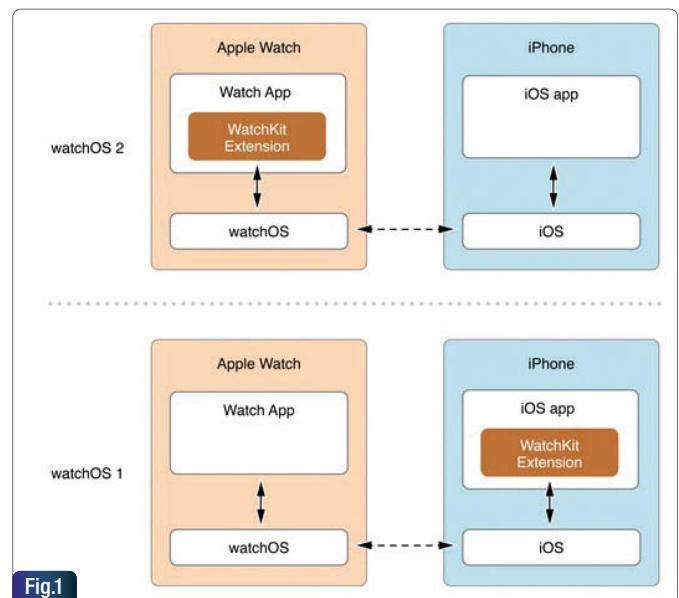 Apple Watch
iPhone
Watch App
iOS app
WatchKit
Extension
watchOS 2
watchOS
iOS
Apple Watch
iPhone
Watch App
iOS app
WatchKit
Extension
watchOS 1
watchOS
iOS
Fig.1